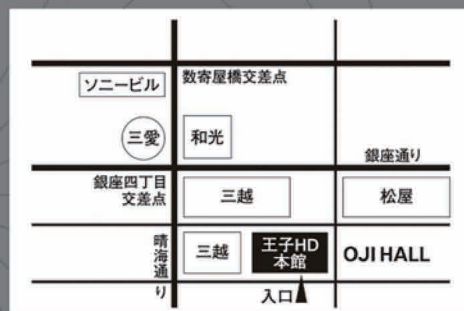 ソニービル
数寄屋橋交差点
三愛
和光
銀座通り
銀座四丁目
交差点
三越
松屋
晴海通り
三越
王子HD
本館
OJI HALL
入口